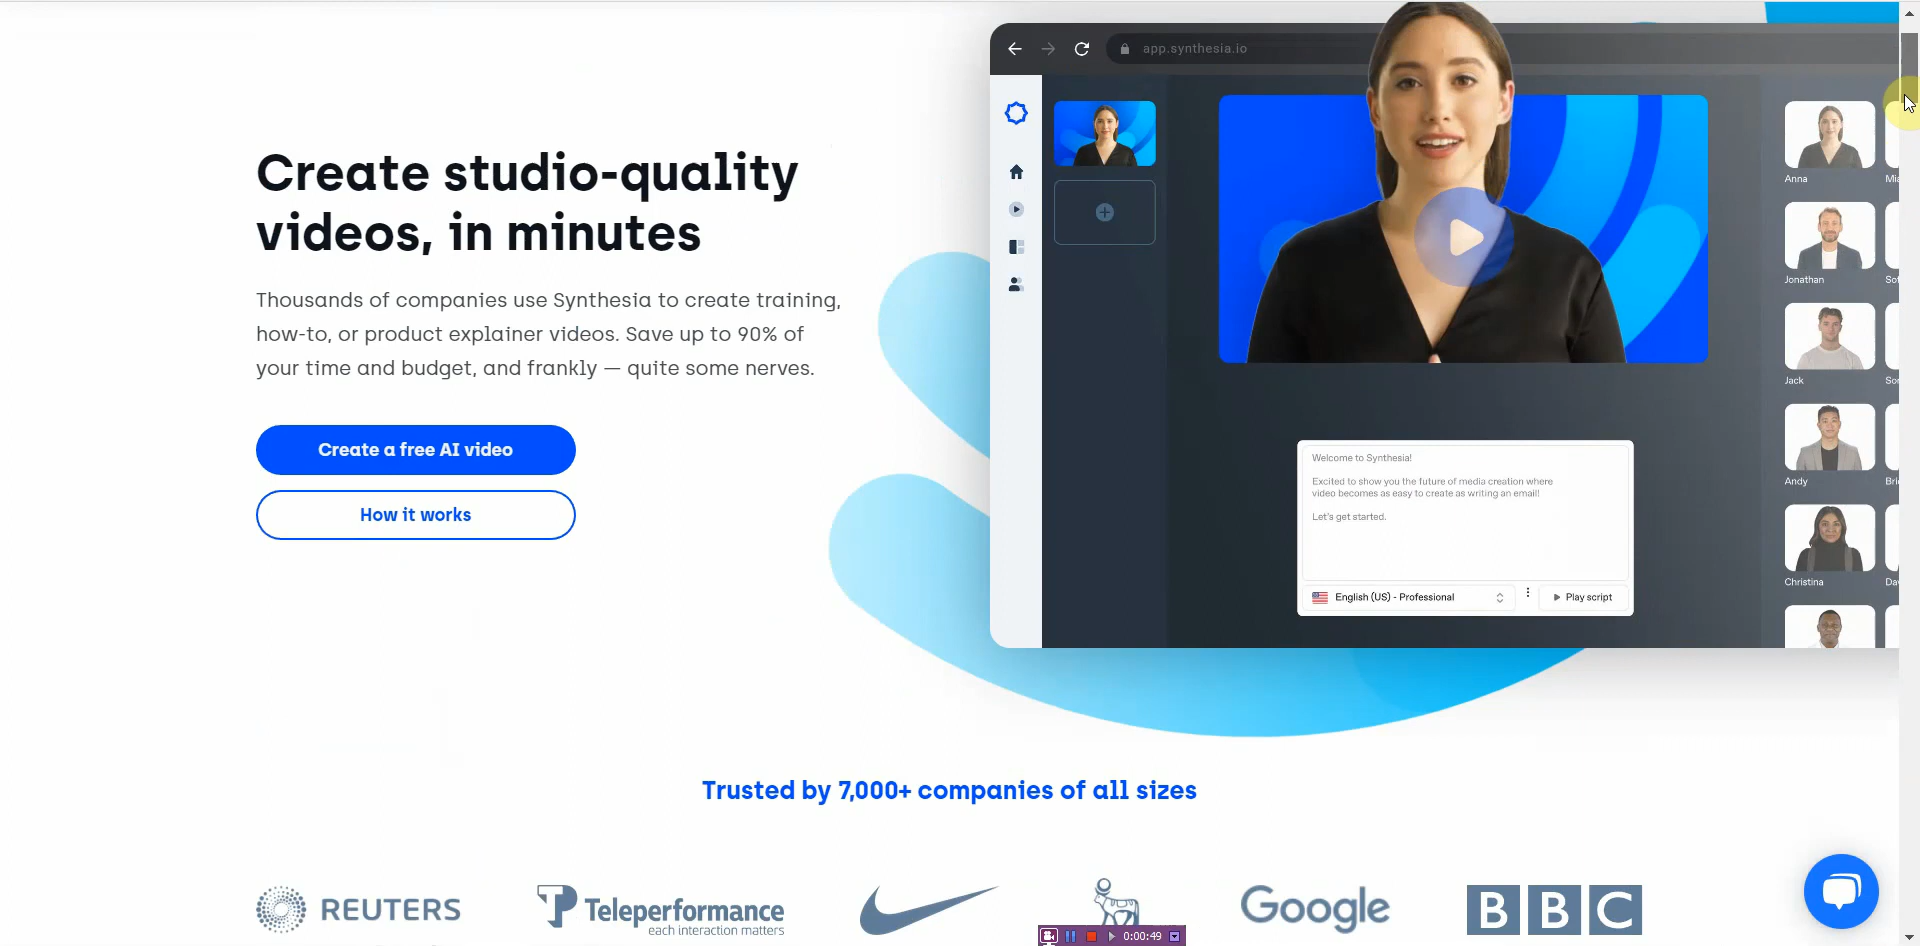 app.synthesia.io
Create studio-quality
videos, in minutes
Thousands of companies use Synthesia to create training,
how-to, or product explainer videos. Save up to 90% of
your time and budget, and frankly — quite some nerves.
Create a free AI video
How it works
Anna
Jonathan
Jack
Andy
Christina
Welcome to Synthesia!
Excited to show you the future of media creation where
video becomes as easy to create as writing an email!
Let's get started.
English (US) - Professional
Play script
Trusted by 7,000+ companies of all sizes
REUTERS
Teleperformance
each interaction matters
Google
BBC
0:00:49